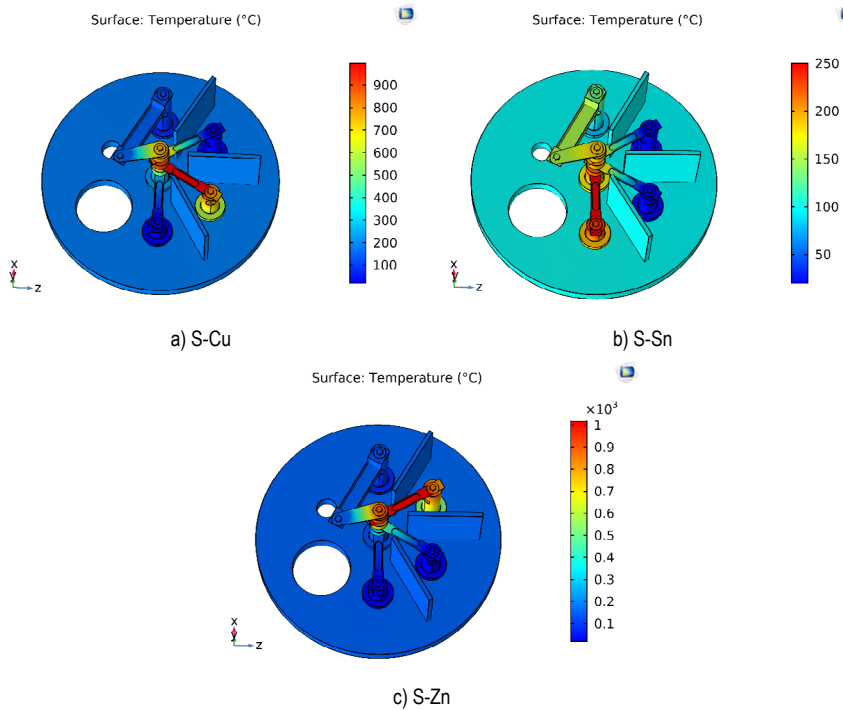 Surface: Temperature (°C)
900
800
700
600
500
400
300
200
100
x
y
z
a) S-Cu
Surface: Temperature (°C)
250
200
150
100
50
x
y
z
b) S-Sn
Surface: Temperature (°C)
×10³
1
0.9
0.8
0.7
0.6
0.5
0.4
0.3
0.2
0.1
x
y
z
c) S-Zn